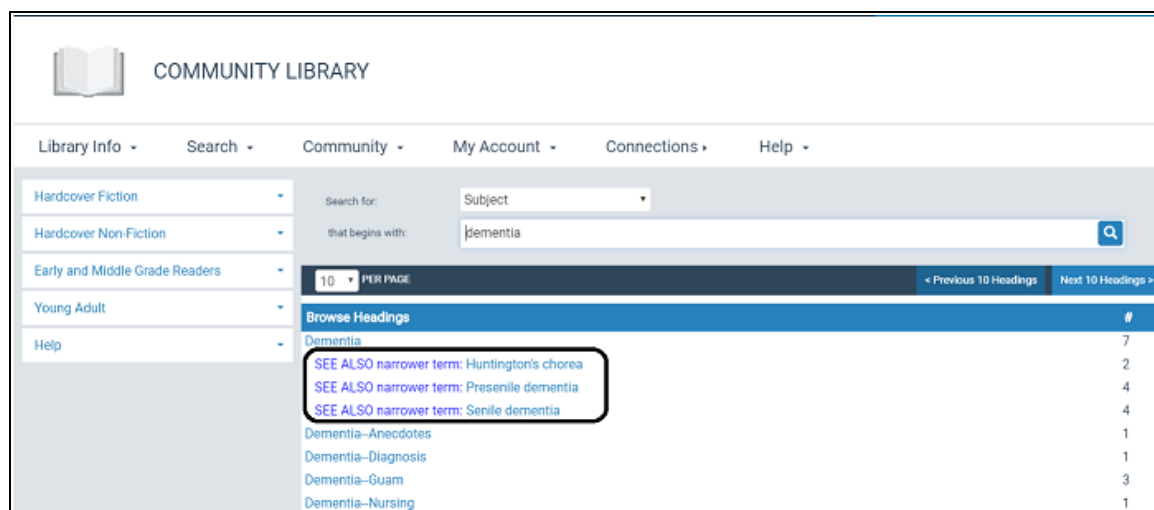 COMMUNITY LIBRARY
Library Info Search Community My Account Connections Help
Hardcover Fiction
Hardcover Non-Fiction
Early and Middle Grade Readers
Young Adult
Help
Search for: Subject
that begins with: dementia
10 PER PAGE < Previous 10 Headings Next 10 Headings >
Browse Headings #
Dementia 7
SEE ALSO narrower term: Huntington's chorea 2
SEE ALSO narrower term: Presenile dementia 4
SEE ALSO narrower term: Senile dementia 4
Dementia--Anecdotes 1
Dementia--Diagnosis 1
Dementia--Guam 3
Dementia--Nursing 1